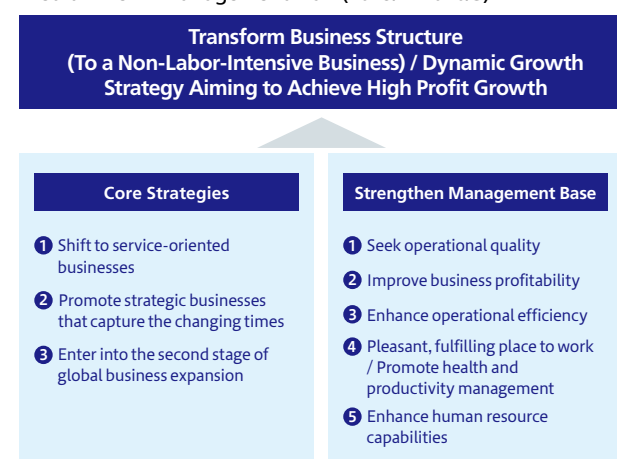 Transform Business Structure
(To a Non-Labor-Intensive Business) / Dynamic Growth
Strategy Aiming to Achieve High Profit Growth
Core Strategies
1 Shift to service-oriented
businesses
2 Promote strategic businesses
that capture the changing times
3 Enter into the second stage of
global business expansion
Strengthen Management Base
1 Seek operational quality
2 Improve business profitability
3 Enhance operational efficiency
4 Pleasant, fulfilling place to work
/ Promote health and
productivity management
5 Enhance human resource
capabilities